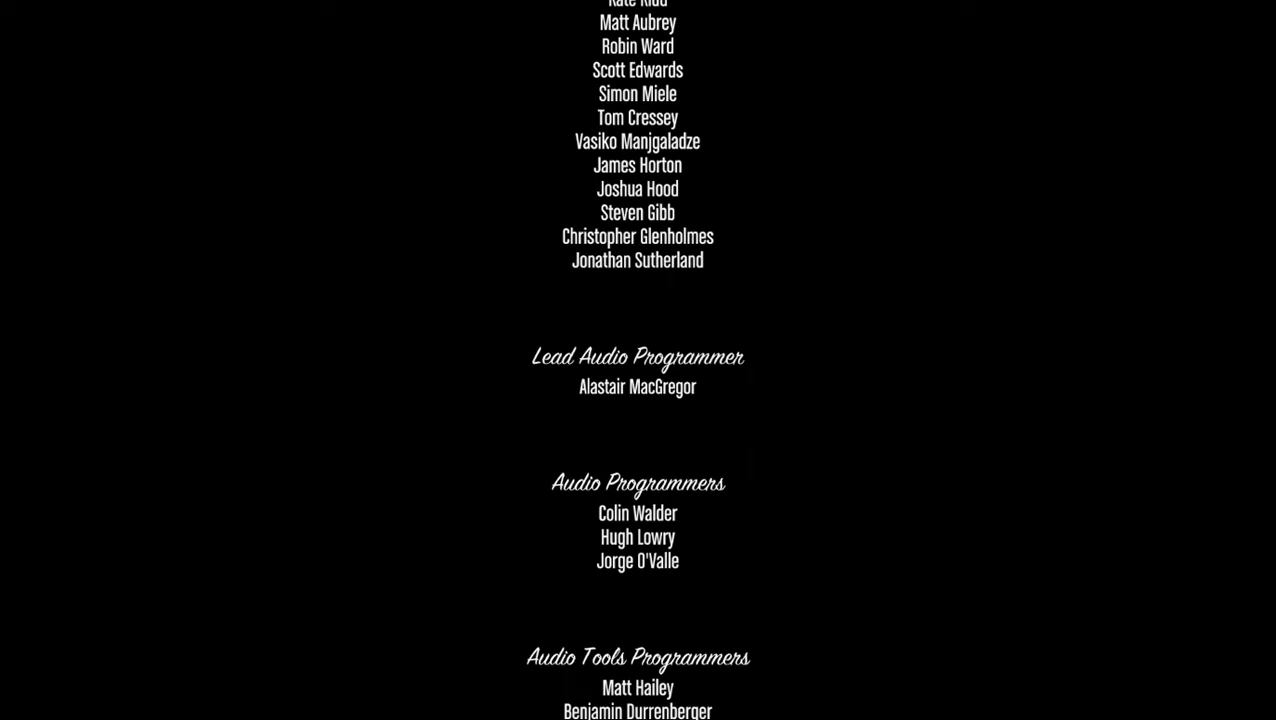 Matt Aubrey
Robin Ward
Scott Edwards
Simon Miele
Tom Cressey
Vasiko Manjgaladze
James Horton
Joshua Hood
Steven Gibb
Christopher Glenholmes
Jonathan Sutherland
Lead Audio Programmer
Alastair MacGregor
Audio Programmers
Colin Walder
Hugh Lowry
Jorge O'Valle
Audio Tools Programmers
Matt Hailey
Benjamin Durrenberger